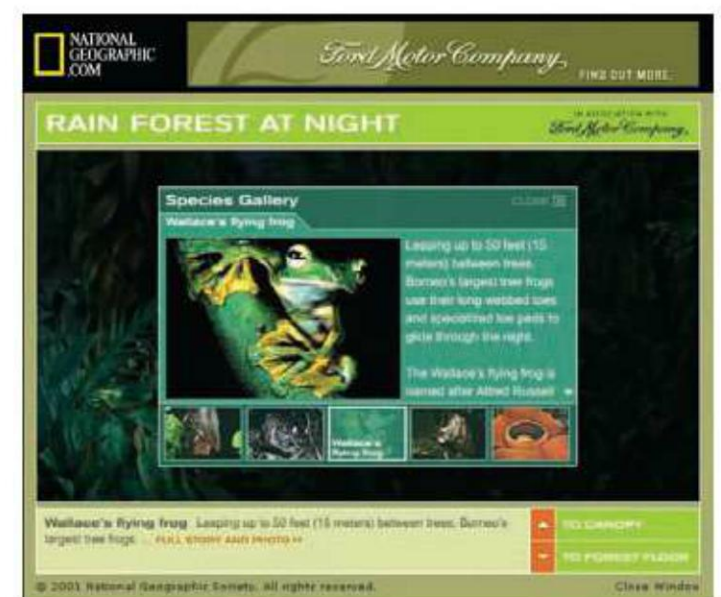 NATIONAL
GEOGRAPHIC
.COM
Ford Motor Company,
FIND OUT MORE.
RAIN FOREST AT NIGHT
IN ASSOCIATION WITH
Ford Motor Company,
Species Gallery
CLOSE
Wallace's flying frog
Leaping up to 50 feet (15
meters) between trees,
Borneo's largest tree frogs
use their long webbed toes
and specialized toe pads to
glide through the night.
The Wallace's flying frog is
named after Alfred Russell
Wallace's
flying frog
Wallace's flying frog Leaping up to 50 feet (15 meters) between trees, Borneo's
largest tree frogs ... FULL STORY AND PHOTO
TO CANOPY
TO FOREST FLOOR
© 2001 National Geographic Society. All rights reserved.
Close Window